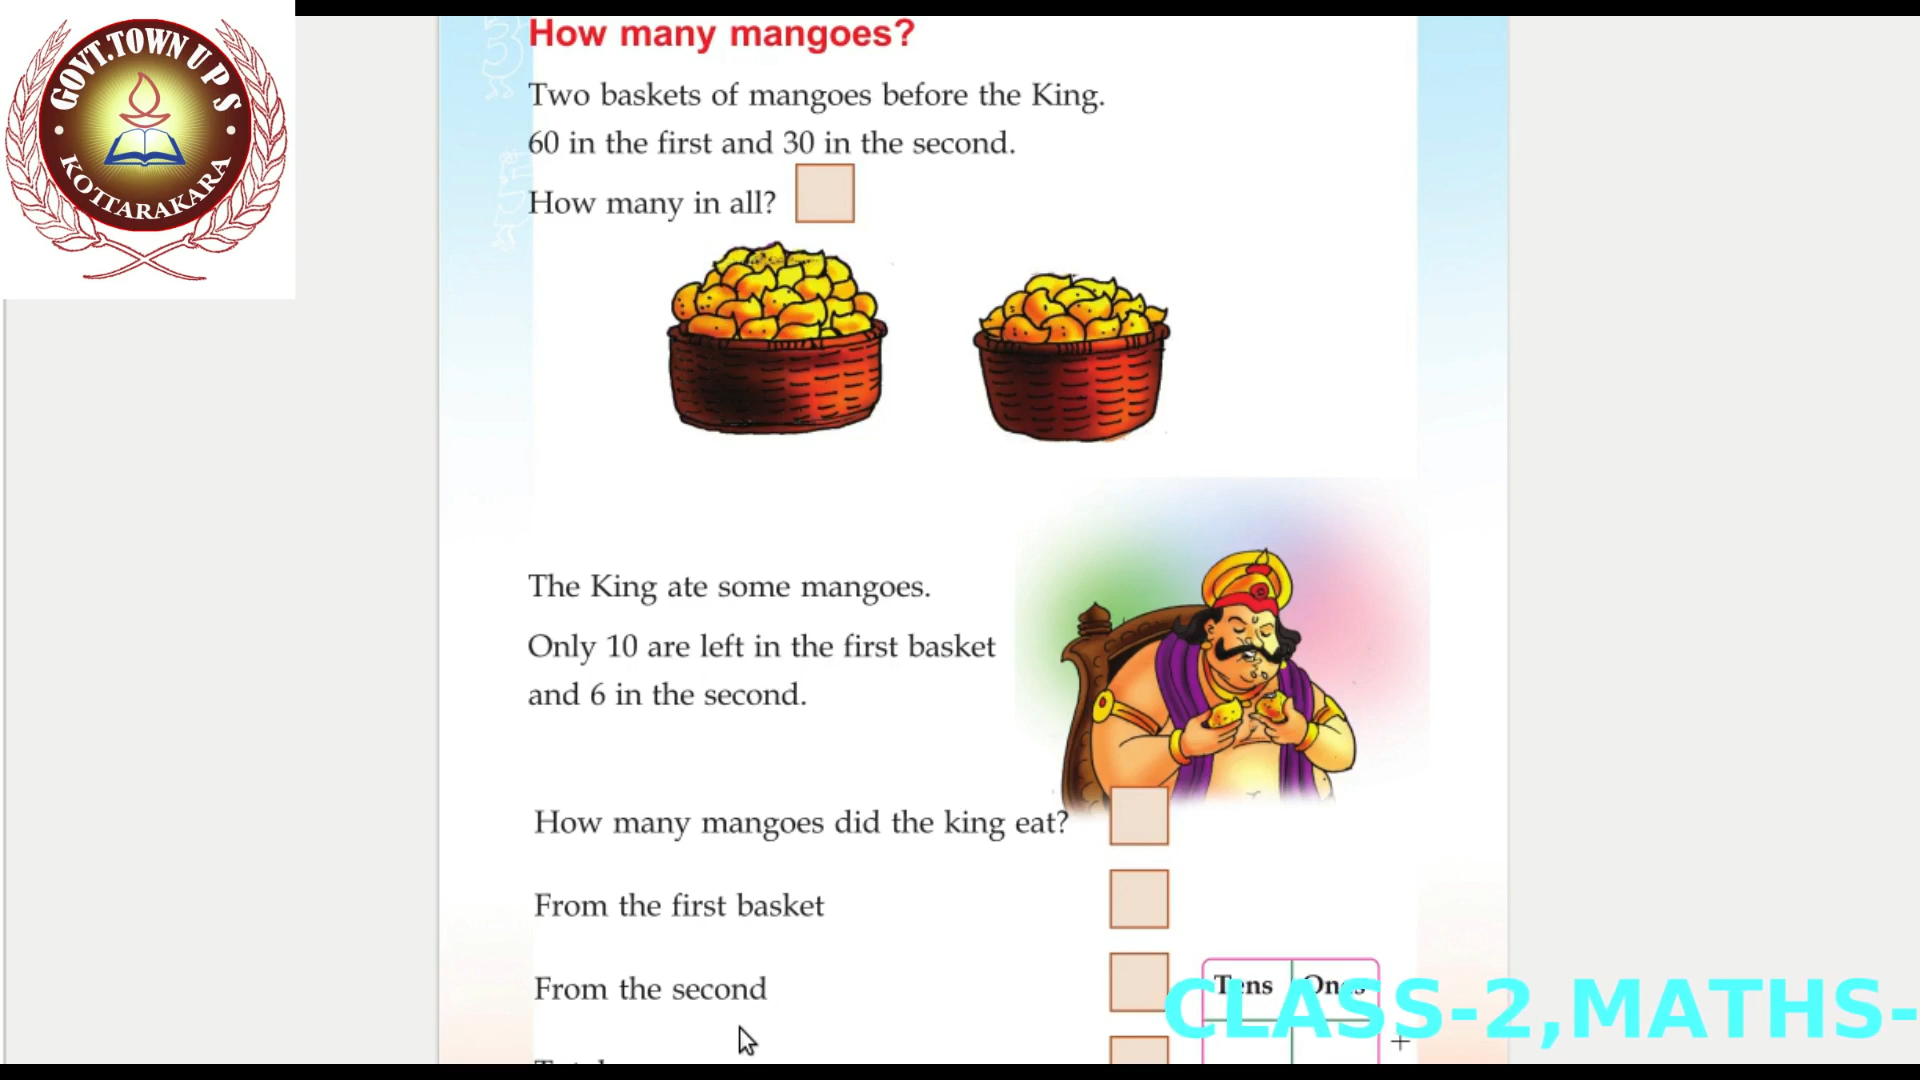 GOVT.TOWN U P S
KOTTARAKARA
How many mangoes?
Two baskets of mangoes before the King.
60 in the first and 30 in the second.
How many in all?
The King ate some mangoes.
Only 10 are left in the first basket
and 6 in the second.
How many mangoes did the king eat?
From the first basket
From the second
Tens Ones
+
CLASS-2,MATHS-